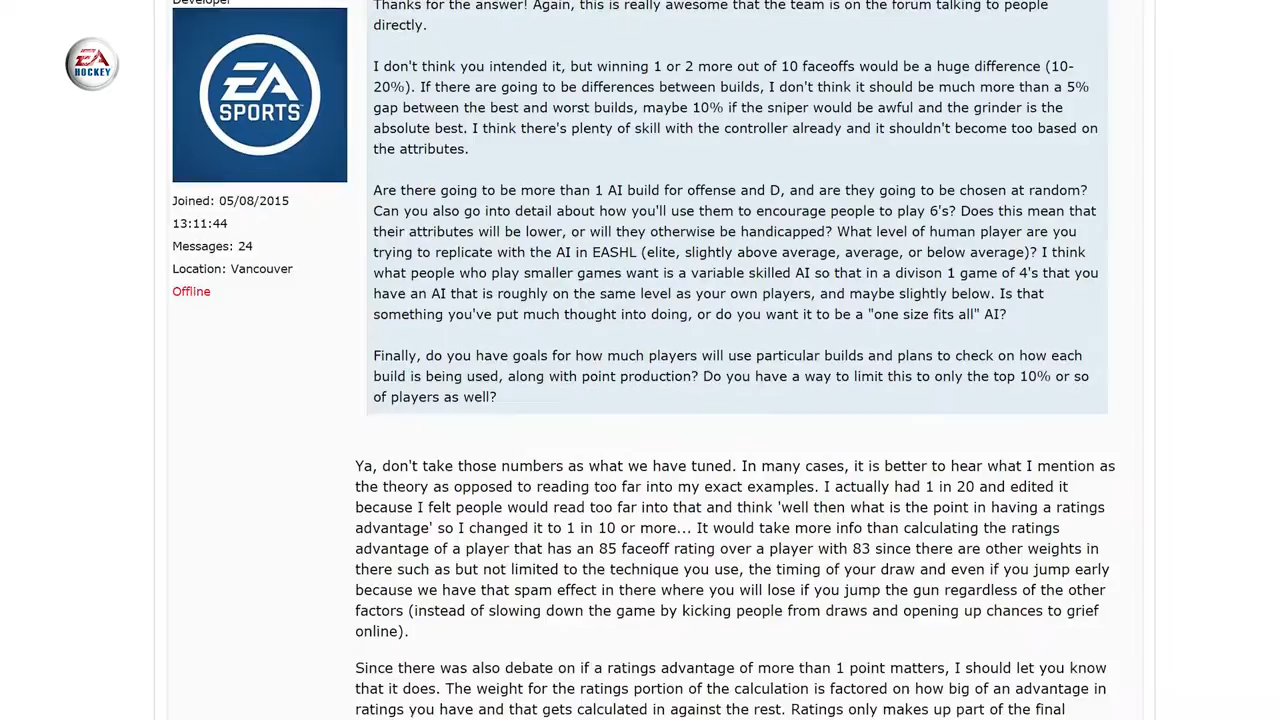 Developer
Thanks for the answer! Again, this is really awesome that the team is on the forum talking to people
directly.
EA
HOCKEY
EA
SPORTS
I don't think you intended it, but winning 1 or 2 more out of 10 faceoffs would be a huge difference (10-
20%). If there are going to be differences between builds, I don't think it should be much more than a 5%
gap between the best and worst builds, maybe 10% if the sniper would be awful and the grinder is the
absolute best. I think there's plenty of skill with the controller already and it shouldn't become too based on
the attributes.
Joined: 05/08/2015
13:11:44
Messages: 24
Location: Vancouver
Offline
Are there going to be more than 1 AI build for offense and D, and are they going to be chosen at random?
Can you also go into detail about how you'll use them to encourage people to play 6's? Does this mean that
their attributes will be lower, or will they otherwise be handicapped? What level of human player are you
trying to replicate with the AI in EASHL (elite, slightly above average, average, or below average)? I think
what people who play smaller games want is a variable skilled AI so that in a divison 1 game of 4's that you
have an AI that is roughly on the same level as your own players, and maybe slightly below. Is that
something you've put much thought into doing, or do you want it to be a "one size fits all" AI?
Finally, do you have goals for how much players will use particular builds and plans to check on how each
build is being used, along with point production? Do you have a way to limit this to only the top 10% or so
of players as well?
Ya, don't take those numbers as what we have tuned. In many cases, it is better to hear what I mention as
the theory as opposed to reading too far into my exact examples. I actually had 1 in 20 and edited it
because I felt people would read too far into that and think 'well then what is the point in having a ratings
advantage' so I changed it to 1 in 10 or more... It would take more info than calculating the ratings
advantage of a player that has an 85 faceoff rating over a player with 83 since there are other weights in
there such as but not limited to the technique you use, the timing of your draw and even if you jump early
because we have that spam effect in there where you will lose if you jump the gun regardless of the other
factors (instead of slowing down the game by kicking people from draws and opening up chances to grief
online).
Since there was also debate on if a ratings advantage of more than 1 point matters, I should let you know
that it does. The weight for the ratings portion of the calculation is factored on how big of an advantage in
ratings you have and that gets calculated in against the rest. Ratings only makes up part of the final